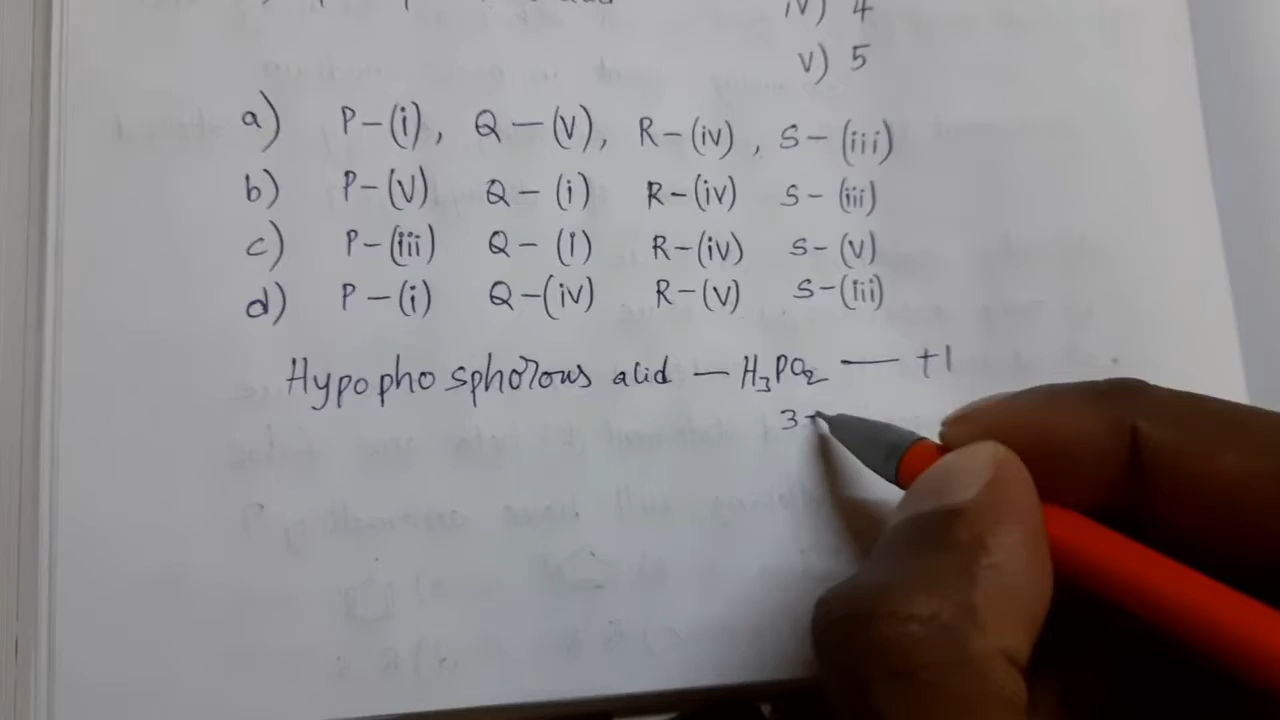 iv) 4
v) 5
a) P-(i), Q-(v), R-(iv), S-(iii)
b) P-(v) Q-(i) R-(iv) S-(iii)
c) P-(iii) Q-(i) R-(iv) S-(v)
d) P-(i) Q-(iv) R-(v) S-(iii)
Hypophosphorous acid - H₃PO₂ — +1
3